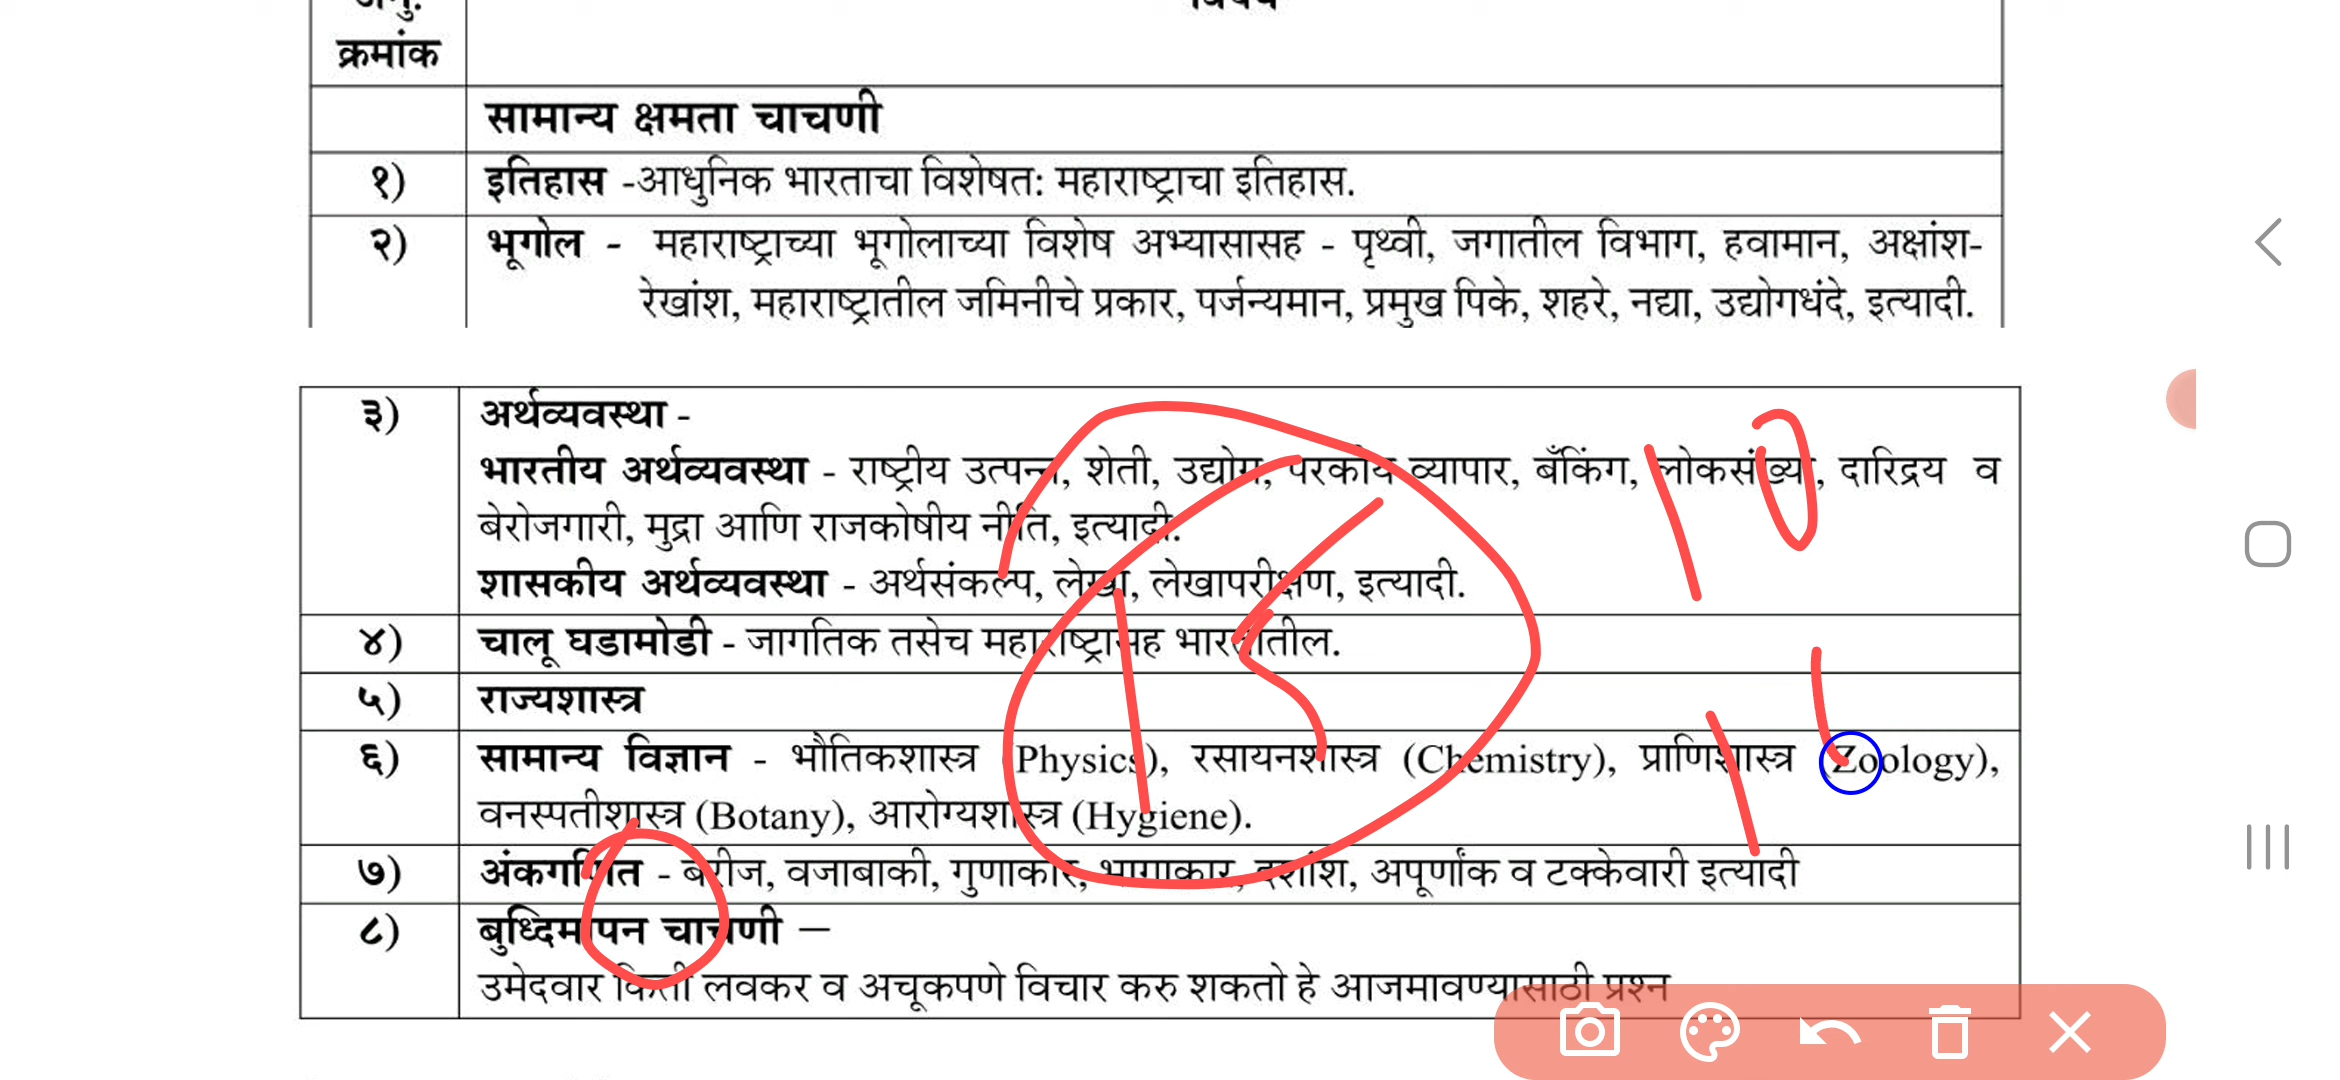 क्रमांक
सामान्य क्षमता चाचणी
१) इतिहास -आधुनिक भारताचा विशेषत: महाराष्ट्राचा इतिहास.
२) भूगोल - महाराष्ट्राच्या भूगोलाच्या विशेष अभ्यासासह - पृथ्वी, जगातील विभाग, हवामान, अक्षांश-
रेखांश, महाराष्ट्रातील जमिनीचे प्रकार, पर्जन्यमान, प्रमुख पिके, शहरे, नद्या, उद्योगधंदे, इत्यादी.
३) अर्थव्यवस्था -
भारतीय अर्थव्यवस्था - राष्ट्रीय उत्पन्न, शेती, उद्योग, परकीय व्यापार, बँकिंग, लोकसंख्या, दारिद्रय व
बेरोजगारी, मुद्रा आणि राजकोषीय नीति, इत्यादी.
शासकीय अर्थव्यवस्था - अर्थसंकल्प, लेखा, लेखापरीक्षण, इत्यादी.
४) चालू घडामोडी - जागतिक तसेच महाराष्ट्रासह भारतातील.
५) राज्यशास्त्र
६) सामान्य विज्ञान - भौतिकशास्त्र (Physics), रसायनशास्त्र (Chemistry), प्राणिशास्त्र (Zoology),
वनस्पतीशास्त्र (Botany), आरोग्यशास्त्र (Hygiene).
७) अंकगणित - बेरीज, वजाबाकी, गुणाकार, भागाकार, दशांश, अपूर्णांक व टक्केवारी इत्यादी
८) बुध्दिमापन चाचणी –
उमेदवार किती लवकर व अचूकपणे विचार करु शकतो हे आजमावण्यासाठी प्रश्न
15
10